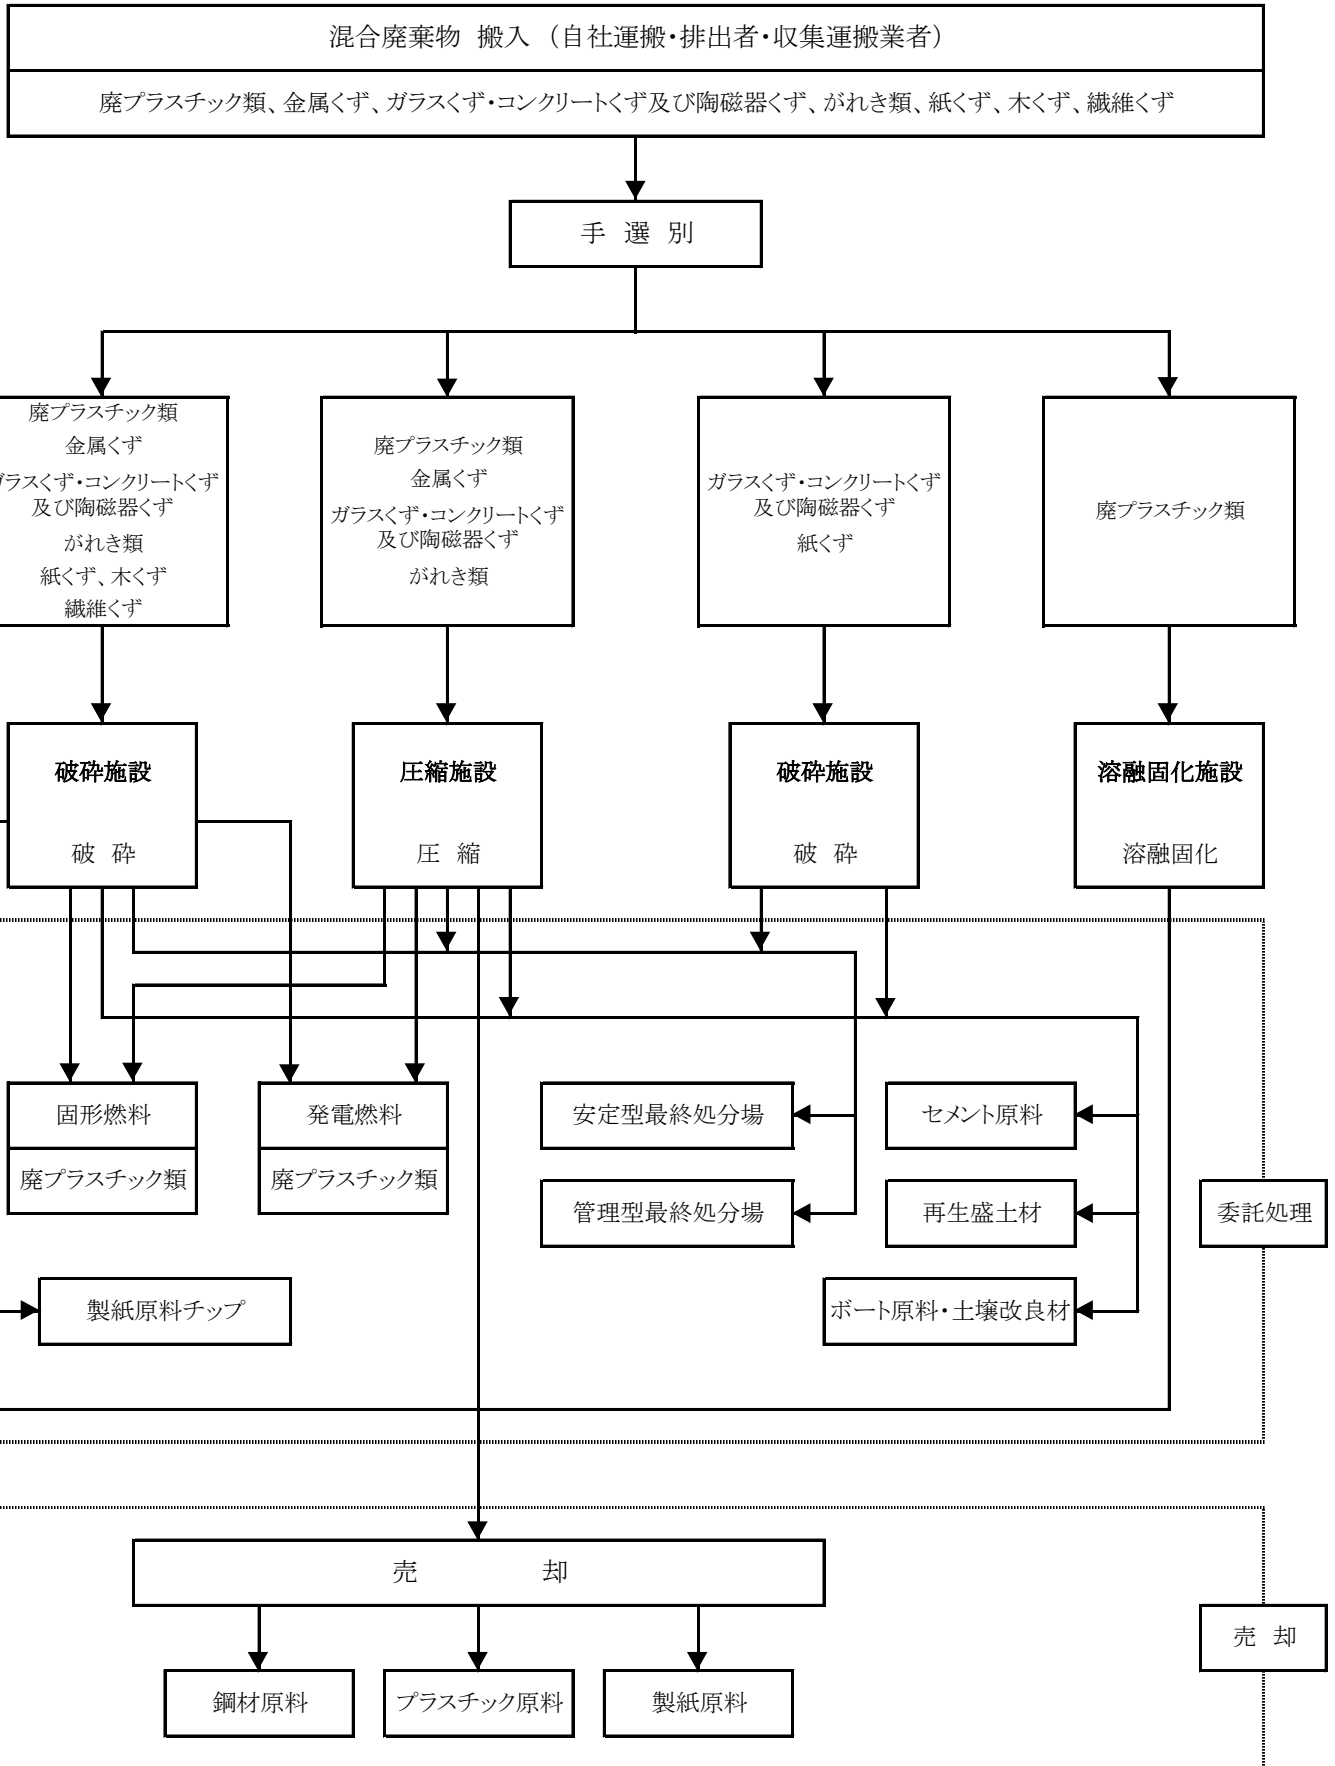 混合廃棄物 搬入 （自社運搬・排出者・収集運搬業者）
廃プラスチック類、金属くず、ガラスくず・コンクリートくず及び陶磁器くず、がれき類、紙くず、木くず、繊維くず
手 選 別
廃プラスチック類
金属くず
ガラスくず・コンクリートくず
及び陶磁器くず
がれき類
紙くず、木くず
繊維くず
廃プラスチック類
金属くず
ガラスくず・コンクリートくず
及び陶磁器くず
がれき類
ガラスくず・コンクリートくず
及び陶磁器くず
紙くず
廃プラスチック類
破砕施設
破 砕
圧縮施設
圧 縮
破砕施設
破 砕
溶融固化施設
溶融固化
固形燃料
廃プラスチック類
発電燃料
廃プラスチック類
安定型最終処分場
セメント原料
管理型最終処分場
再生盛土材
委託処理
製紙原料チップ
ボート原料・土壌改良材
売 却
売 却
鋼材原料
プラスチック原料
製紙原料